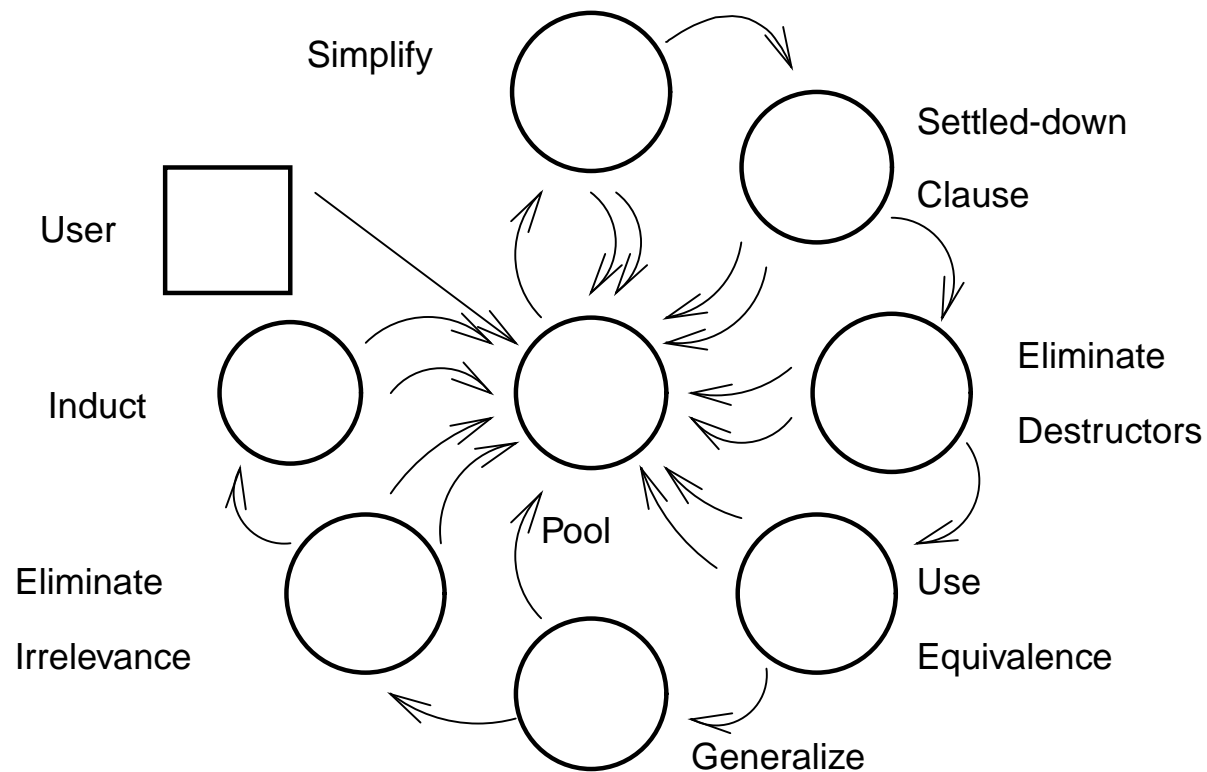 Simplify
Settled-down
Clause
User
Eliminate
Destructors
Induct
Pool
Eliminate
Irrelevance
Use
Equivalence
Generalize